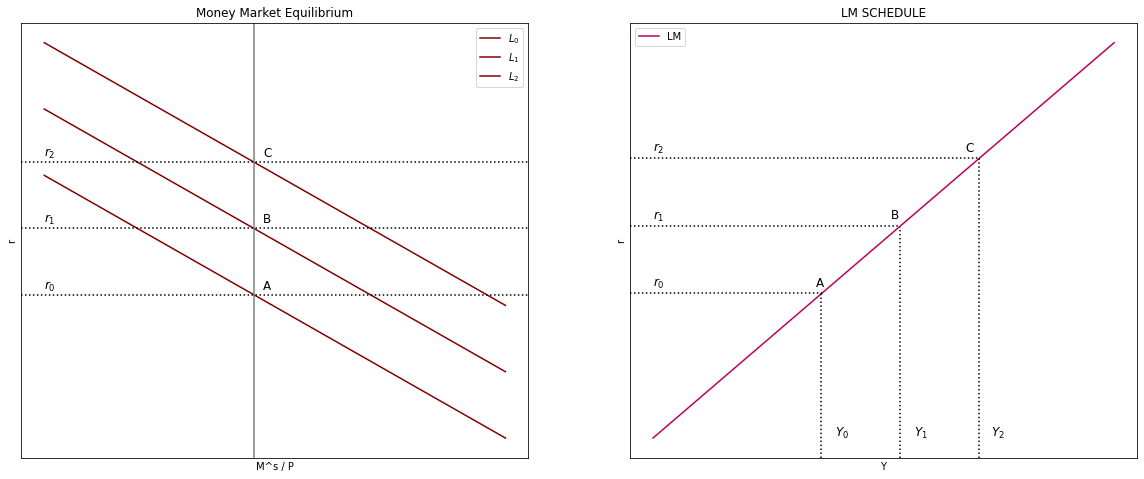 Money Market Equilibrium
L₀
L₁
L₂
C
r₂
B
r₁
A
r₀
r
M^s / P
LM SCHEDULE
LM
C
r₂
B
r₁
A
r₀
r
Y₀ Y₁ Y₂
Y